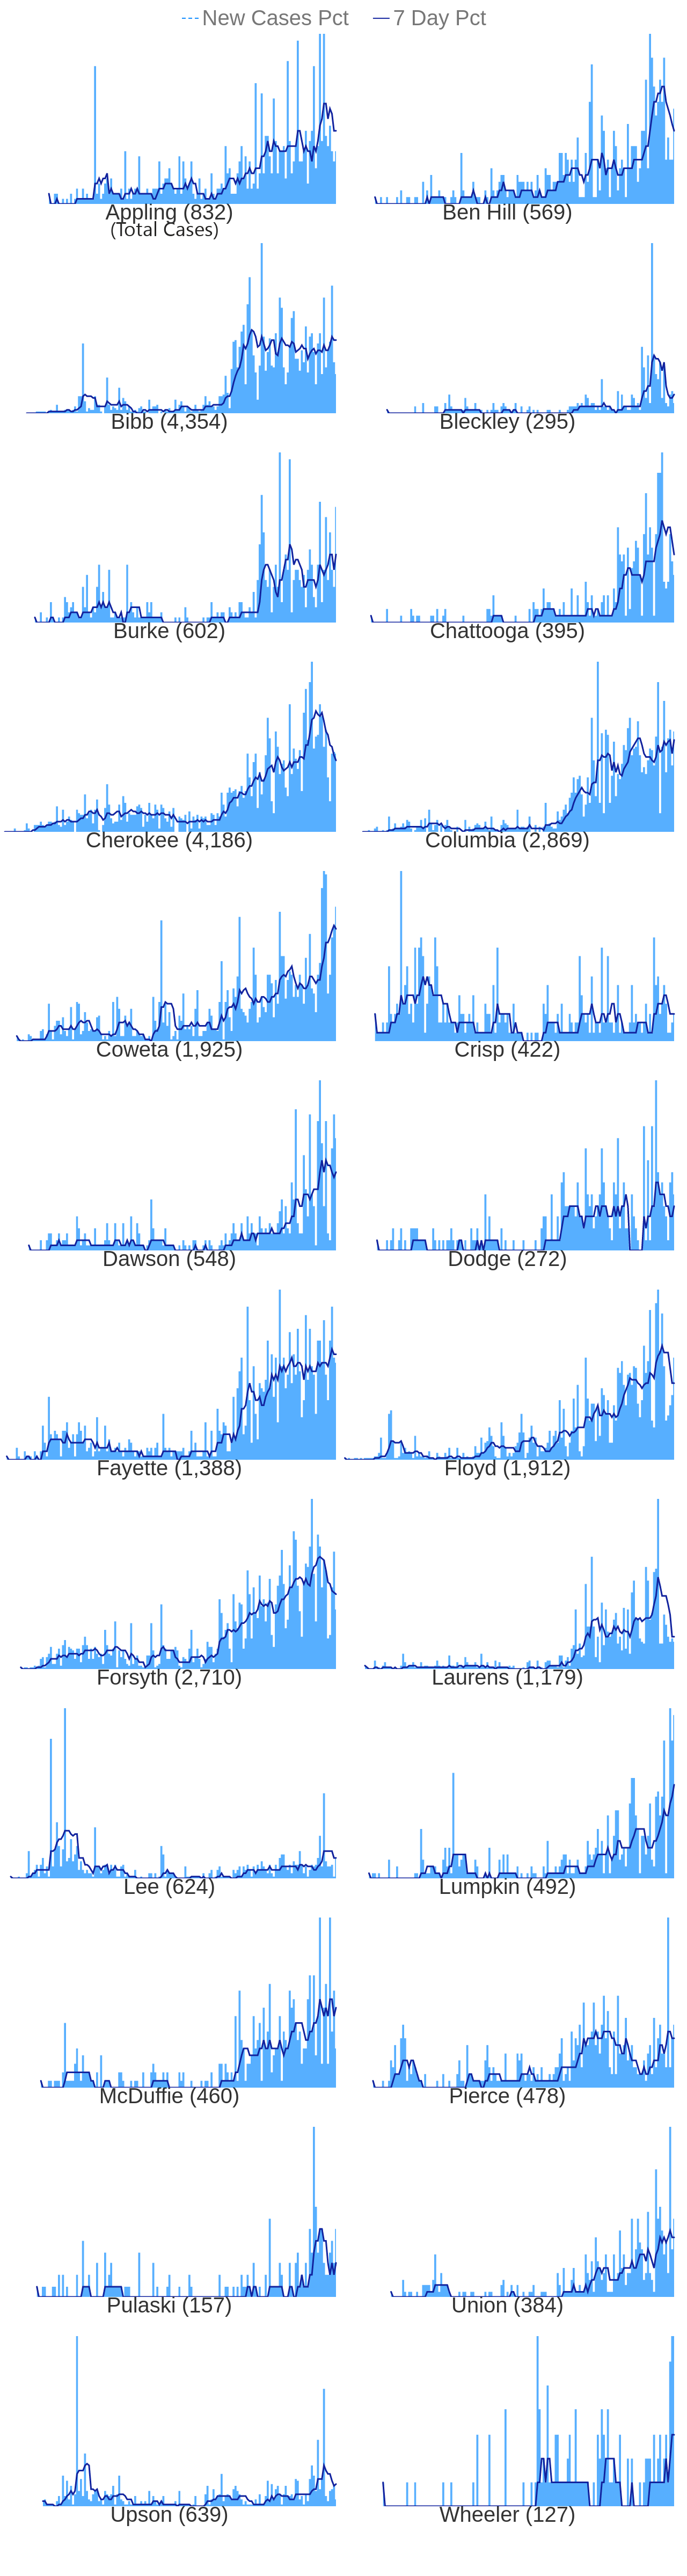 New Cases Pct 7 Day Pct
Appling (832) Ben Hill (569)
(Total Cases)
Bibb (4,354) Bleckley (295)
Burke (602) Chattooga (395)
Cherokee (4,186) Columbia (2,869)
Coweta (1,925) Crisp (422)
Dawson (548) Dodge (272)
Fayette (1,388) Floyd (1,912)
Forsyth (2,710) Laurens (1,179)
Lee (624) Lumpkin (492)
McDuffie (460) Pierce (478)
Pulaski (157) Union (384)
Upson (639) Wheeler (127)